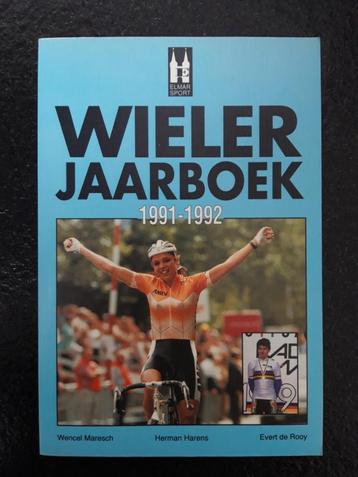 ELMAR
SPORT
WIELER
JAARBOEK
1991-1992
Wencel Maresch Herman Harens Evert de Rooy